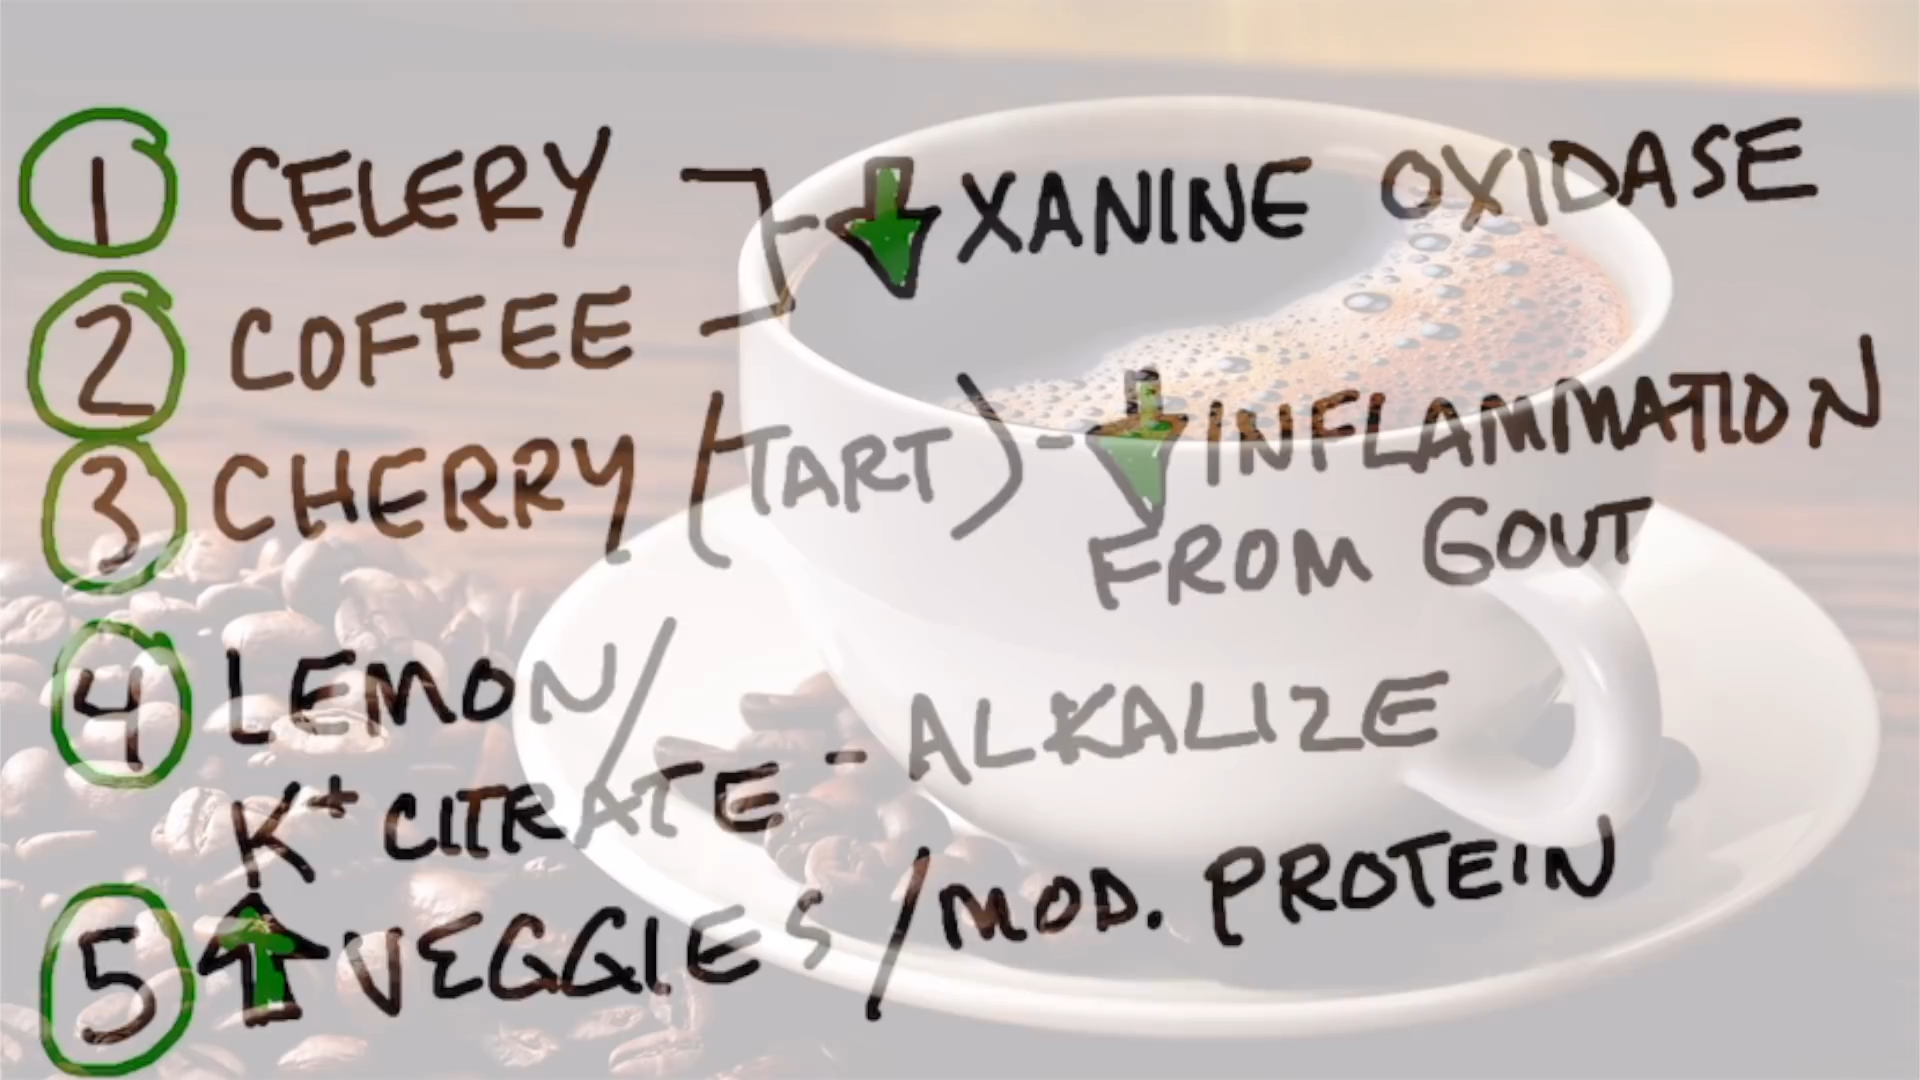 1 CELERY ↓ XANINE OXIDASE
2 COFFEE
3 CHERRY (TART) - ↓ INFLAMMATION
FROM GOUT
4 LEMON/
K+ CITRATE - ALKALIZE
5 ↑ VEGGIES / MOD. PROTEIN